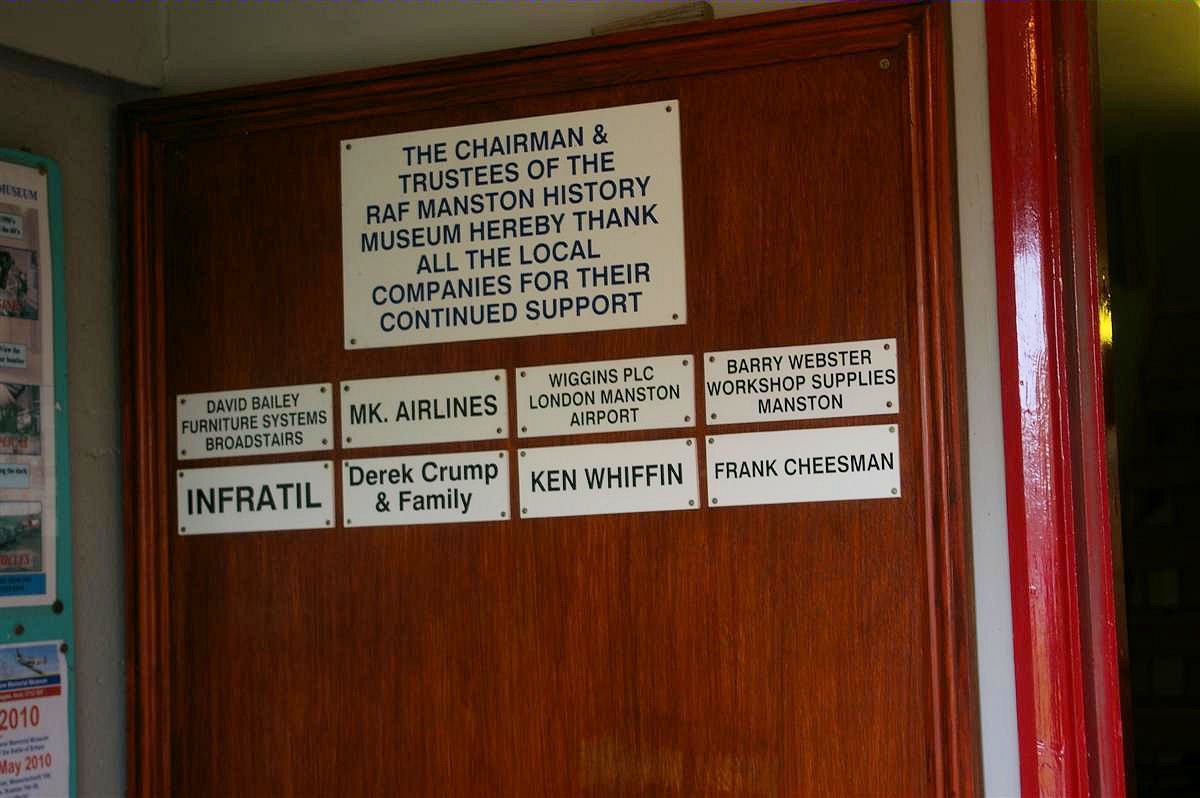 THE CHAIRMAN &
TRUSTEES OF THE
RAF MANSTON HISTORY
MUSEUM HEREBY THANK
ALL THE LOCAL
COMPANIES FOR THEIR
CONTINUED SUPPORT
DAVID BAILEY
FURNITURE SYSTEMS
BROADSTAIRS
MK. AIRLINES
WIGGINS PLC
LONDON MANSTON
AIRPORT
BARRY WEBSTER
WORKSHOP SUPPLIES
MANSTON
INFRATIL
Derek Crump
& Family
KEN WHIFFIN
FRANK CHEESMAN
MUSEUM
2010
May 2010